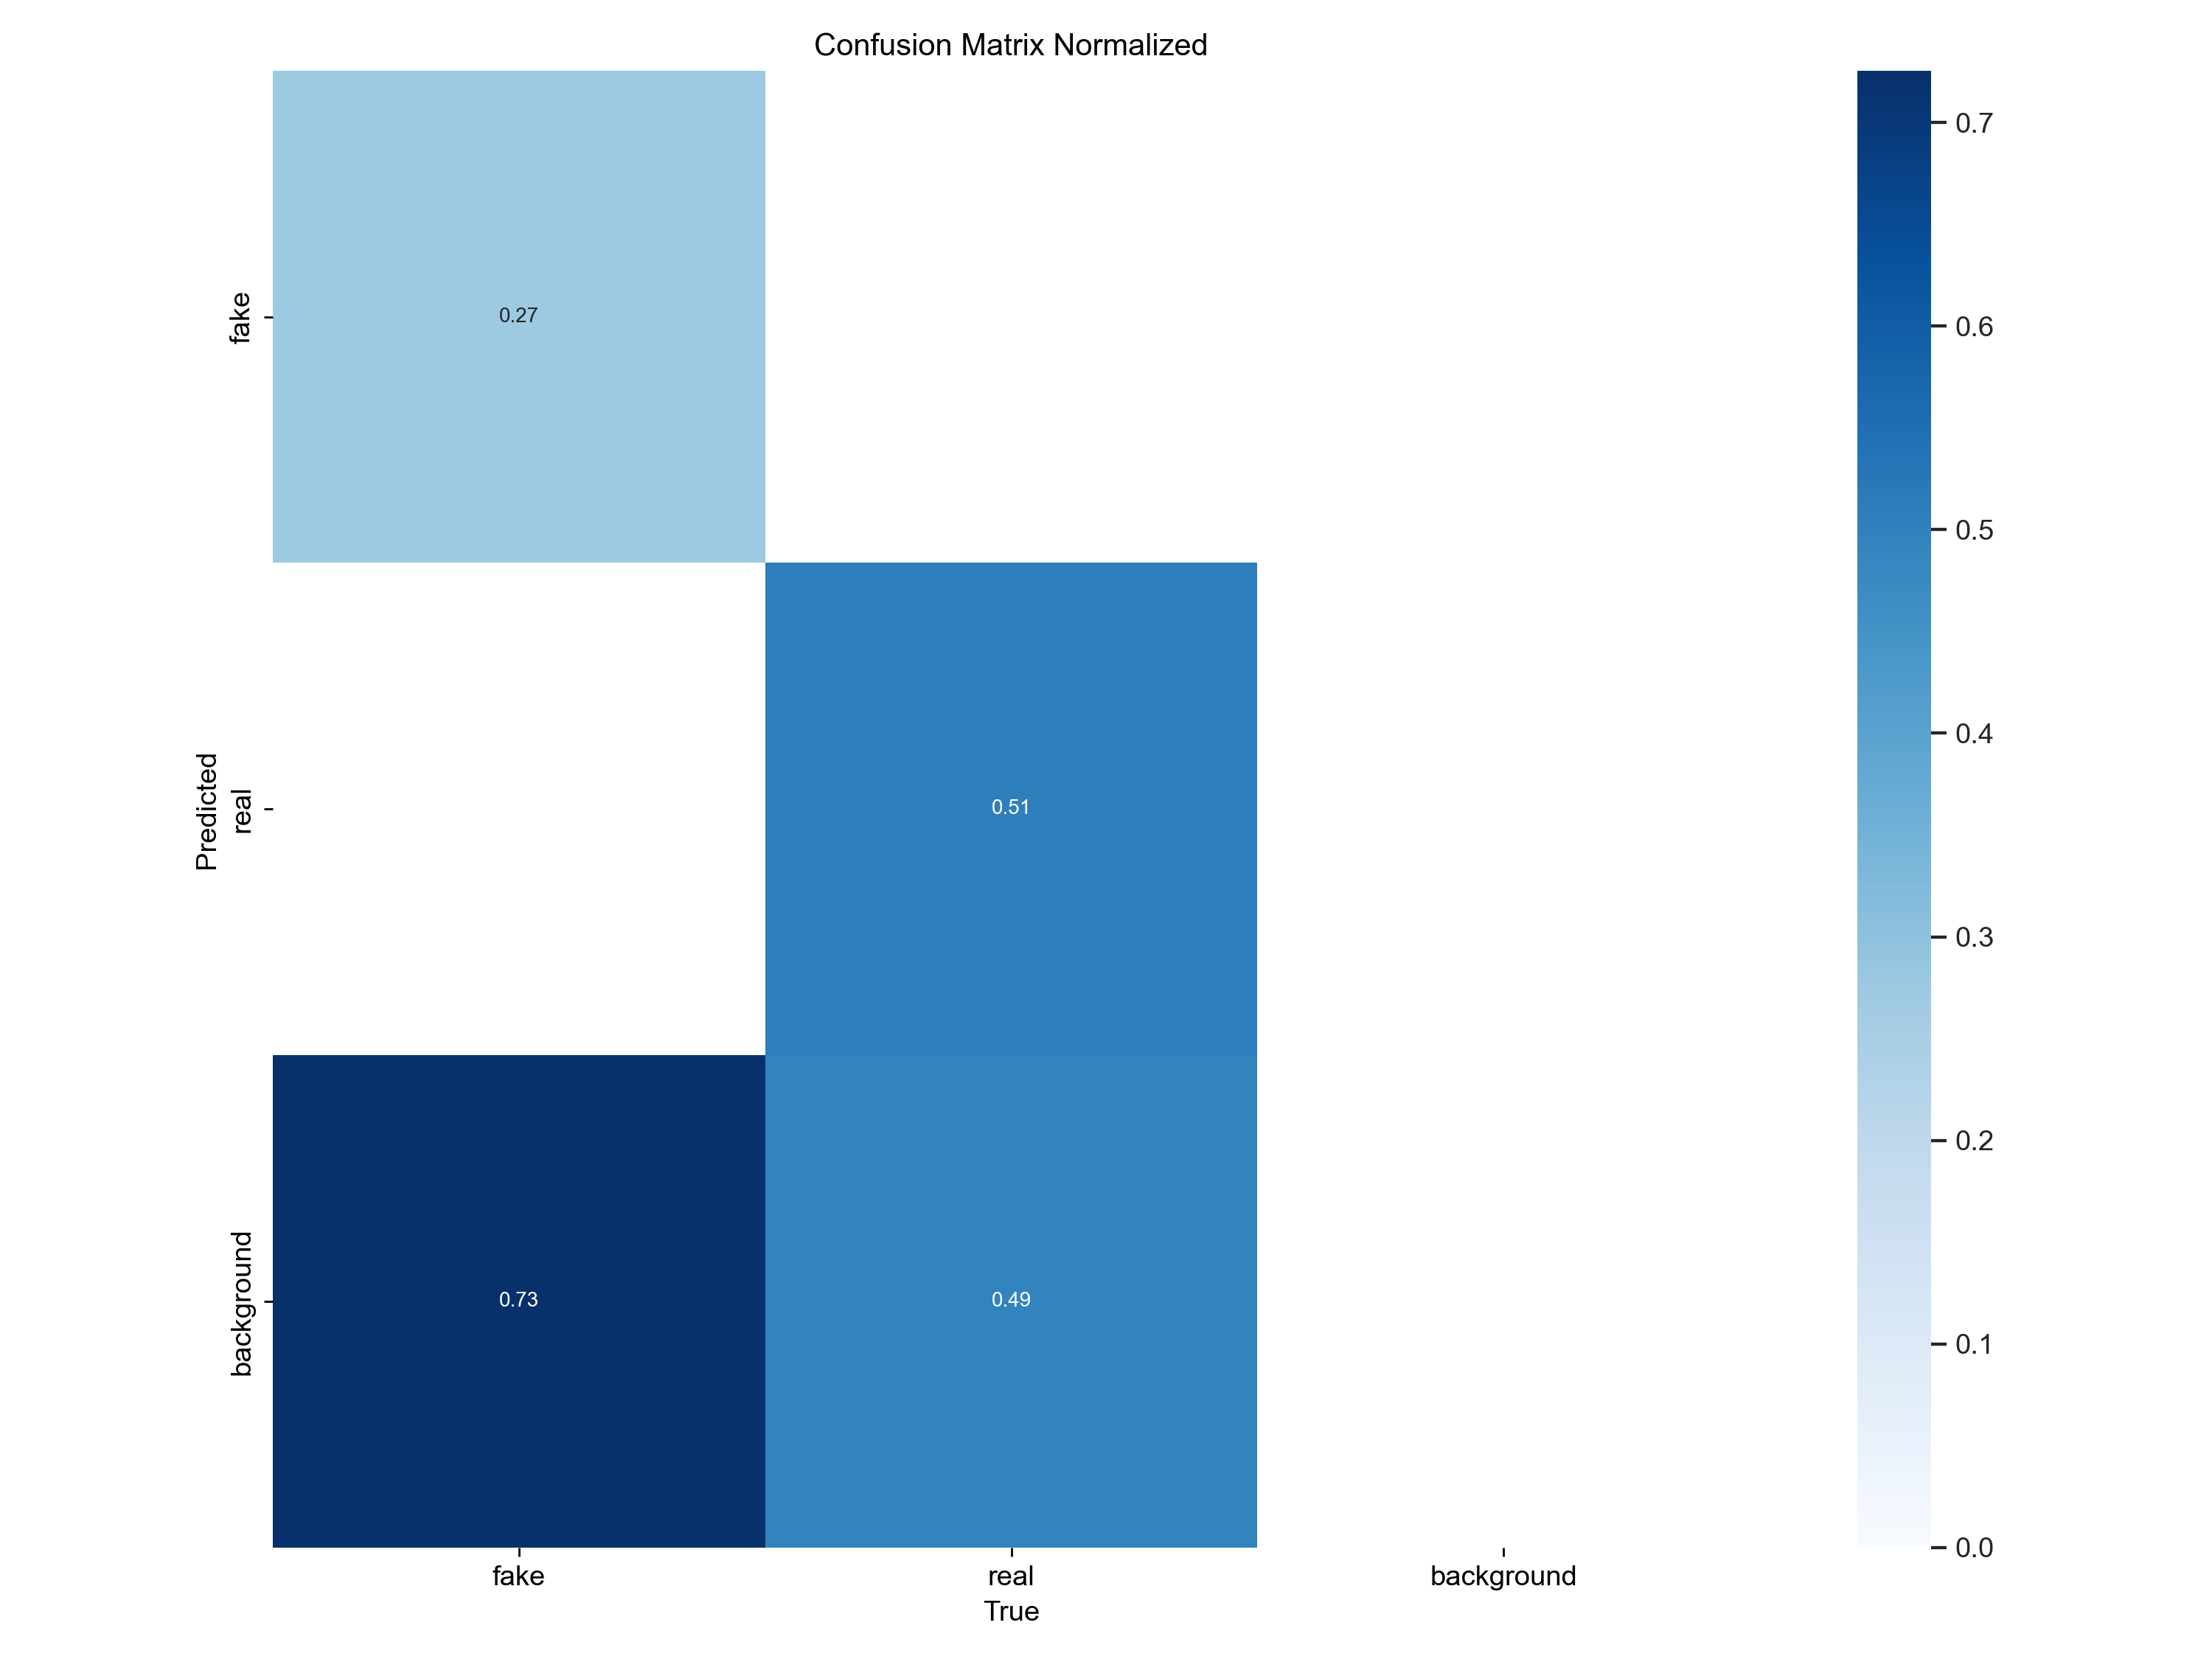 Confusion Matrix Normalized
fake
real
background
Predicted
0.27
0.51
0.73
0.49
fake
real
background
True
0.7
0.6
0.5
0.4
0.3
0.2
0.1
0.0